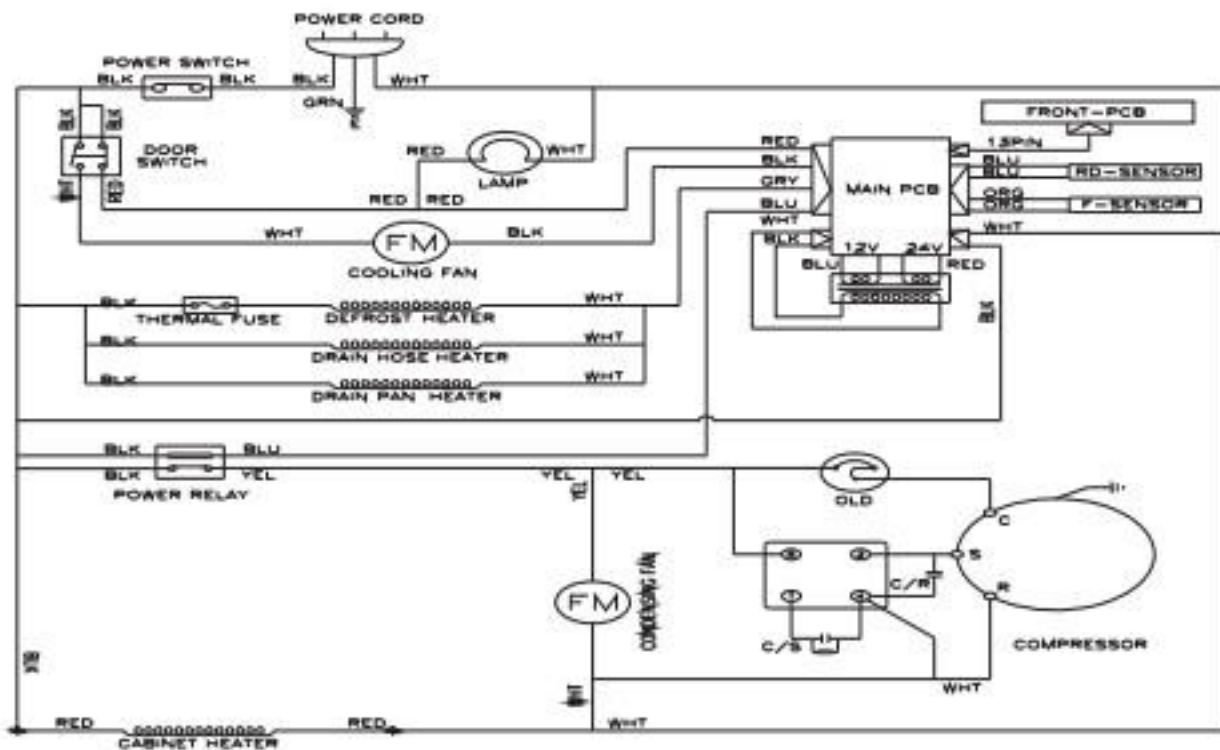 POWER CORD
POWER SWITCH
BLK BLK BLK WHT
GRN
BLK BLK
DOOR SWITCH
WHT RED
RED WHT
LAMP
RED RED
WHT FM BLK
COOLING FAN
RED
BLK
GRY
BLU
WHT
BLK
MAIN PCB
12V 24V
BLU RED
FRONT-PCB
13PIN
BLU
BLU
RD-SENSOR
ORG
ORG
F-SENSOR
WHT
BLK
BLK WHT
THERMAL FUSE DEFROST HEATER
BLK WHT
DRAIN HOSE HEATER
BLK WHT
DRAIN PAN HEATER
BLK BLU
BLK YEL
POWER RELAY
YEL YEL
YEL
OLD
C
S
R
C/R
C/S
COMPRESSOR
FM
CONDENSING FAN
BLK
WHT
WHT
RED RED WHT
CABINET HEATER